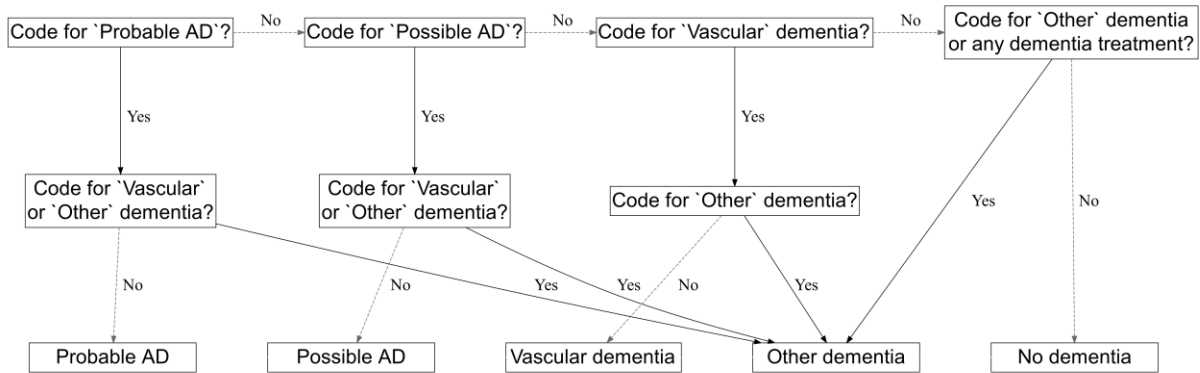 Code for `Probable AD`?
No
Code for `Possible AD`?
No
Code for `Vascular` dementia?
No
Code for `Other` dementia
or any dementia treatment?
Yes
Yes
Yes
Code for `Vascular`
or `Other` dementia?
Code for `Vascular`
or `Other` dementia?
Code for `Other` dementia?
Yes
No
No
Yes
No
Yes
No
Yes
Probable AD
Possible AD
Vascular dementia
Other dementia
No dementia